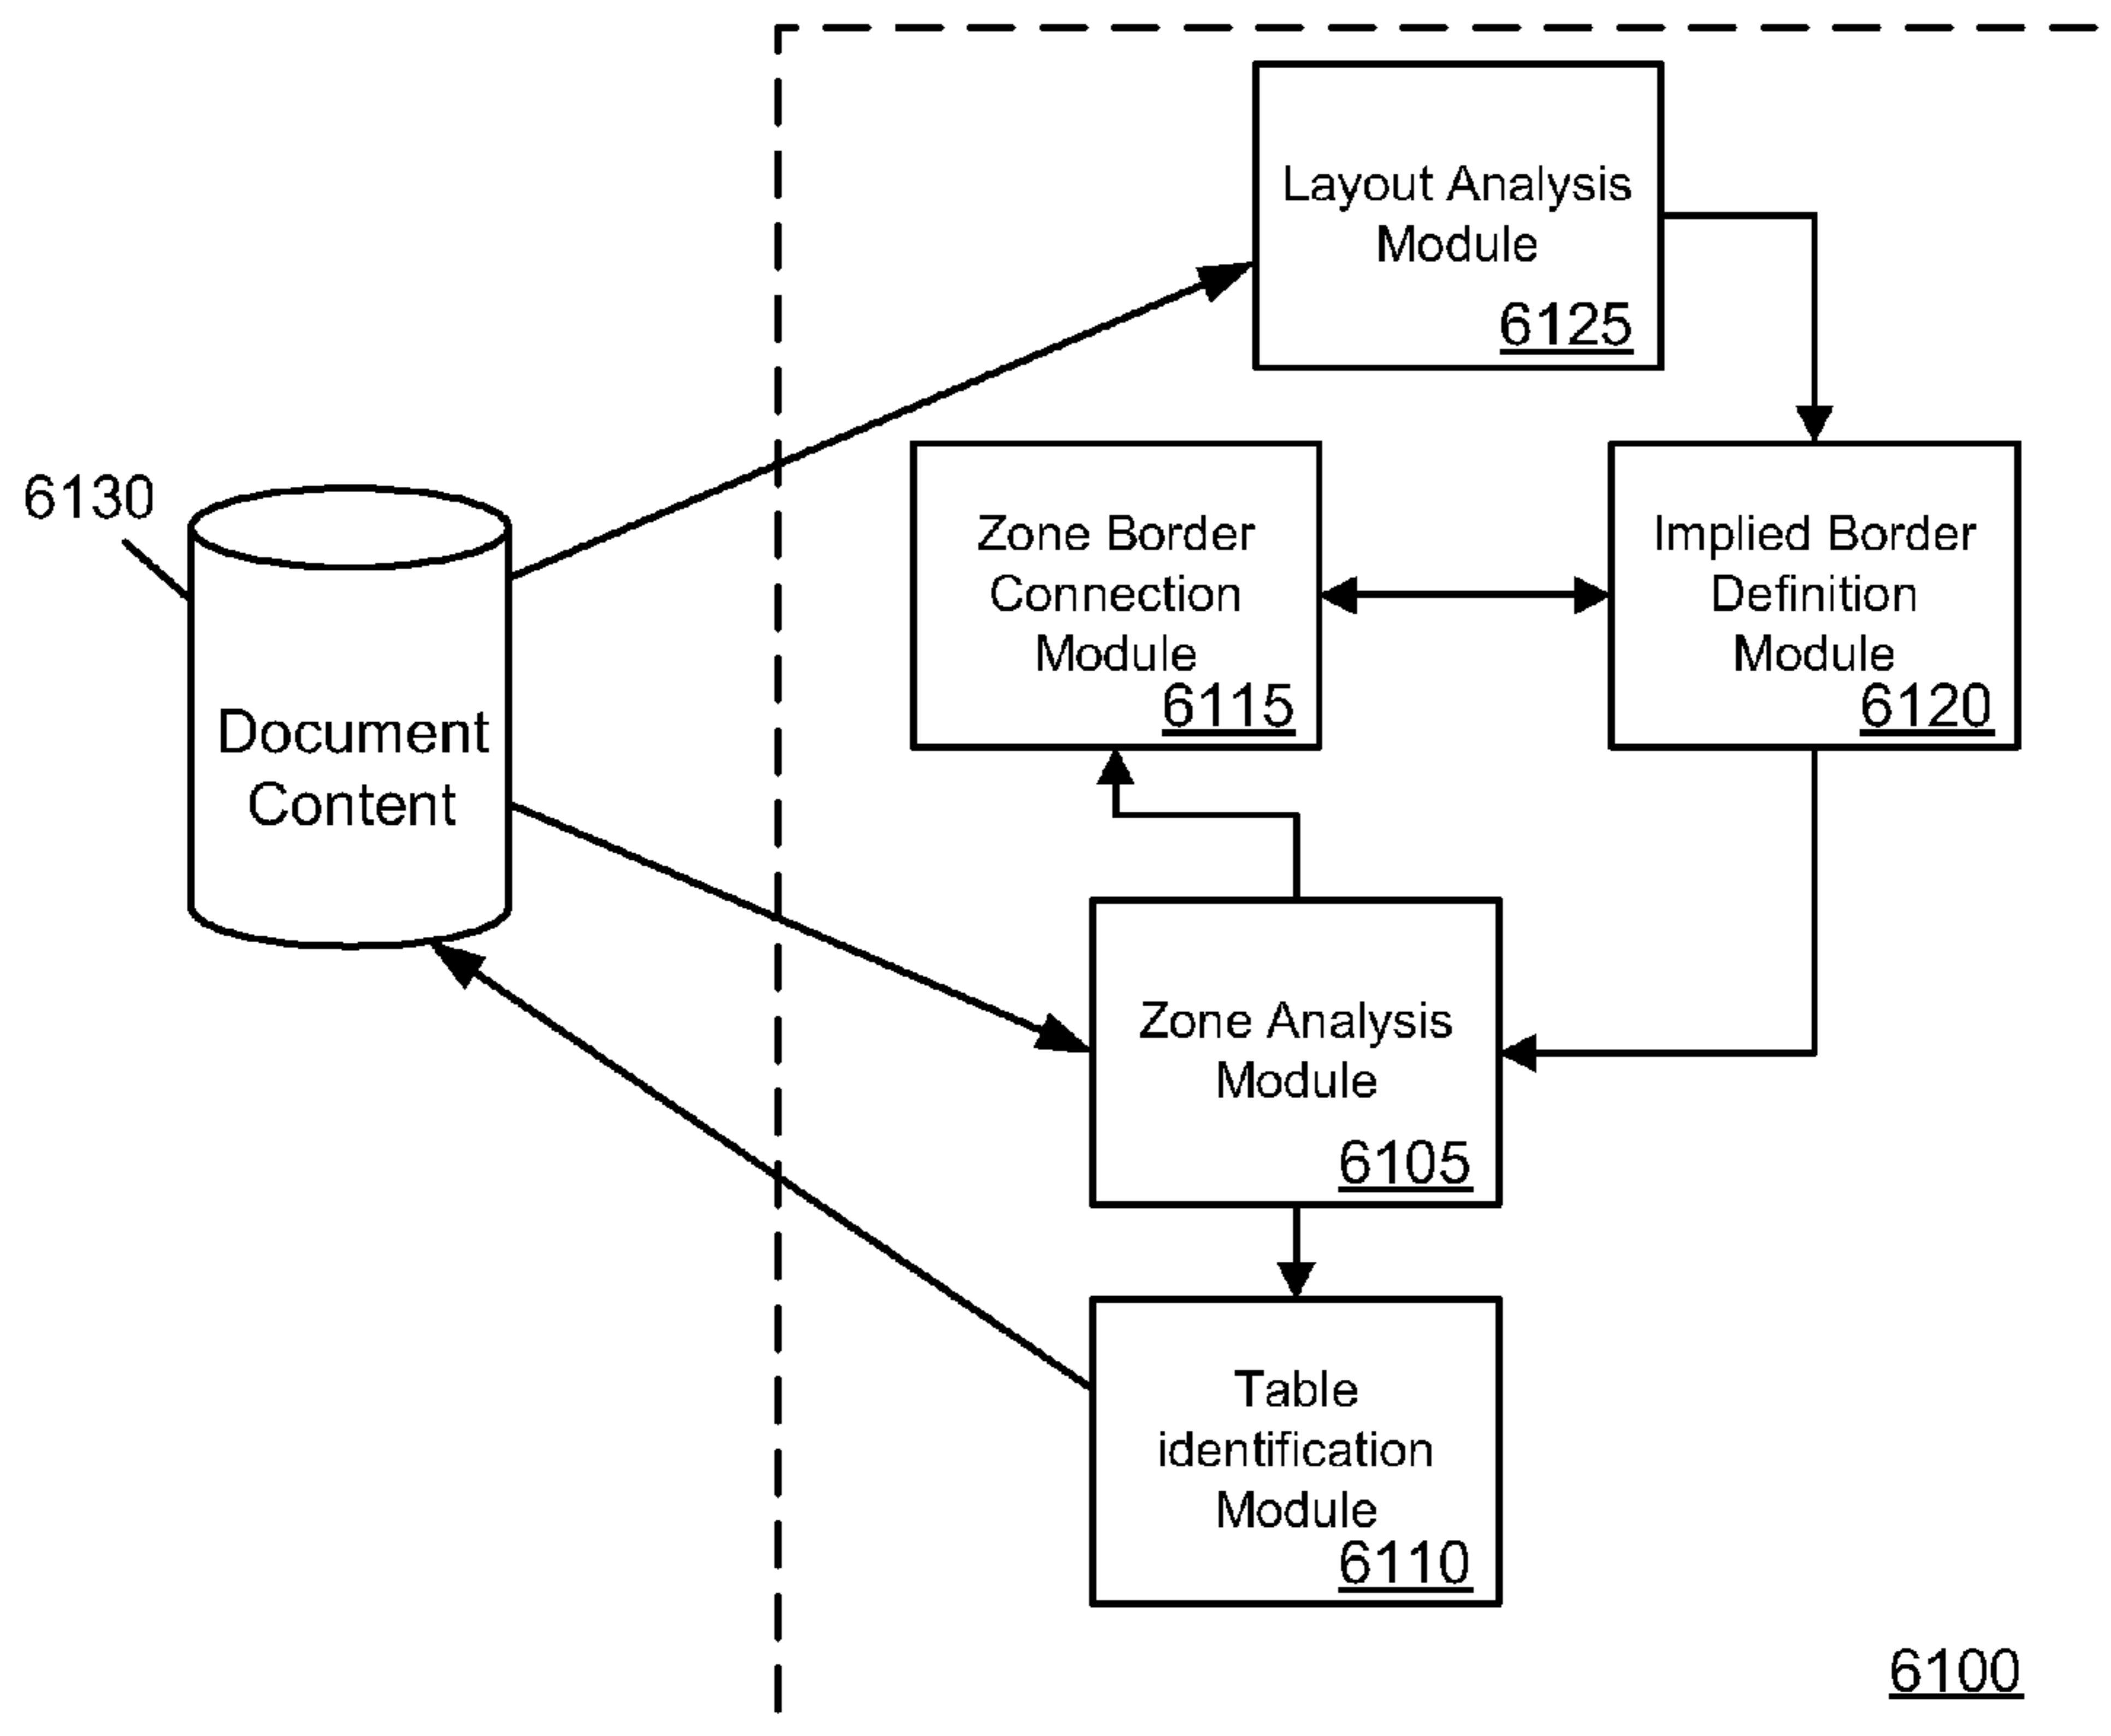 Layout Analysis
Module
6125
6130
Document
Content
Zone Border
Connection
Module
6115
Implied Border
Definition
Module
6120
Zone Analysis
Module
6105
Table
identification
Module
6110
6100